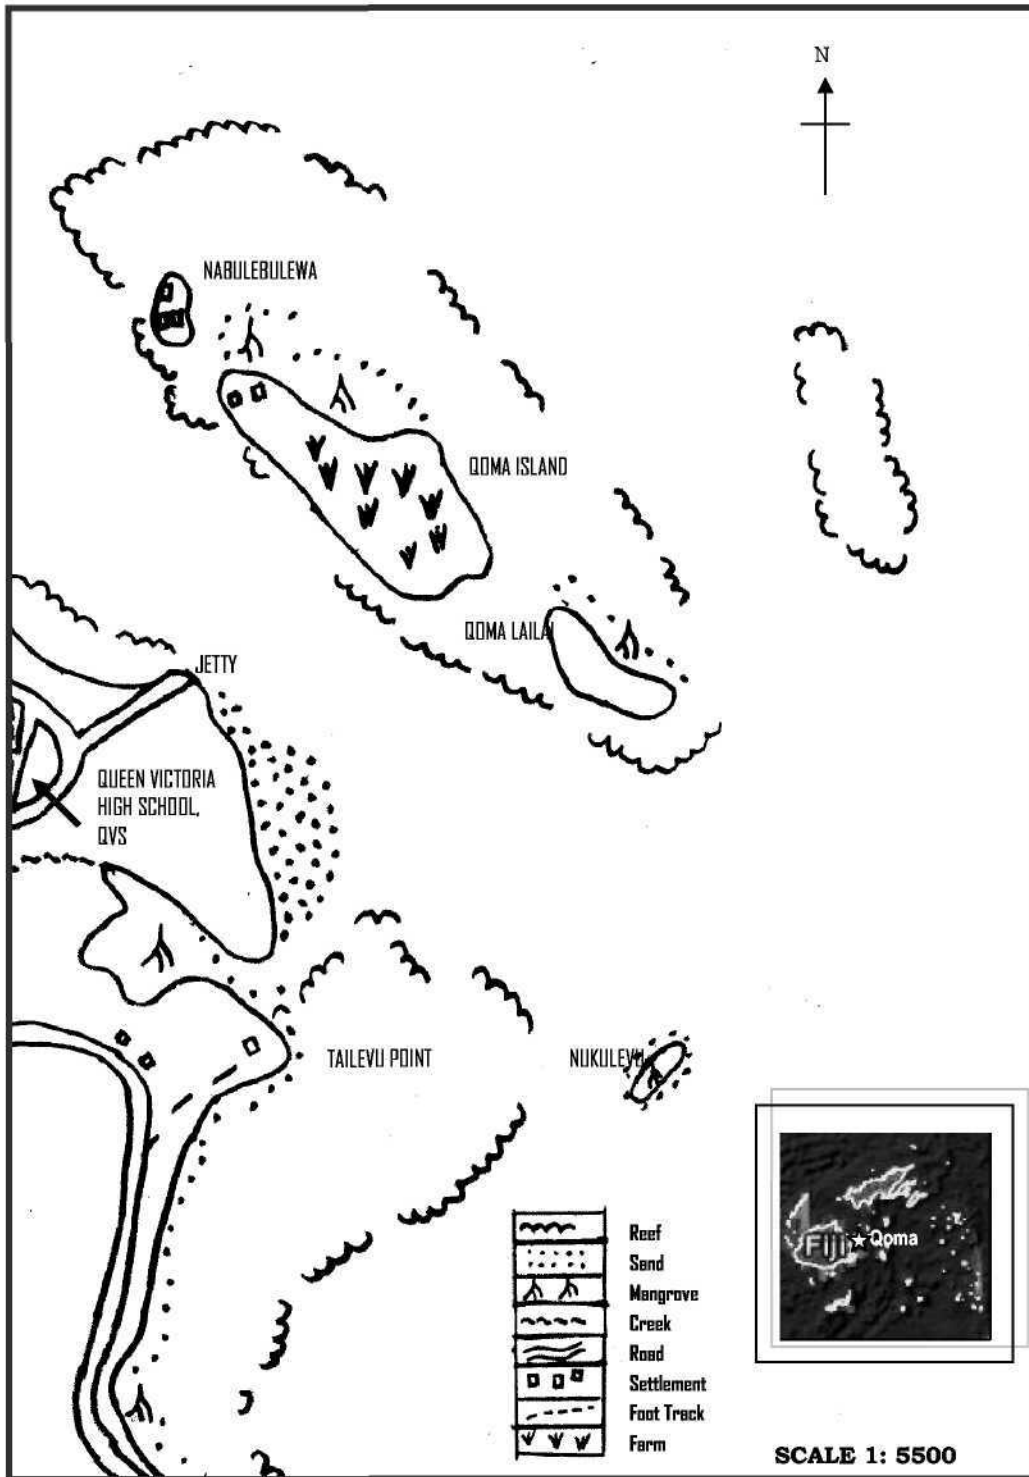 N
NABULEBULEWA
QOMA ISLAND
QOMA LAILAI
JETTY
QUEEN VICTORIA
HIGH SCHOOL,
QVS
TAILEVU POINT
NUKULEVU
Reef
Sand
Mangrove
Creek
Road
Settlement
Foot Track
Farm
Fiji
Qoma
SCALE 1: 5500